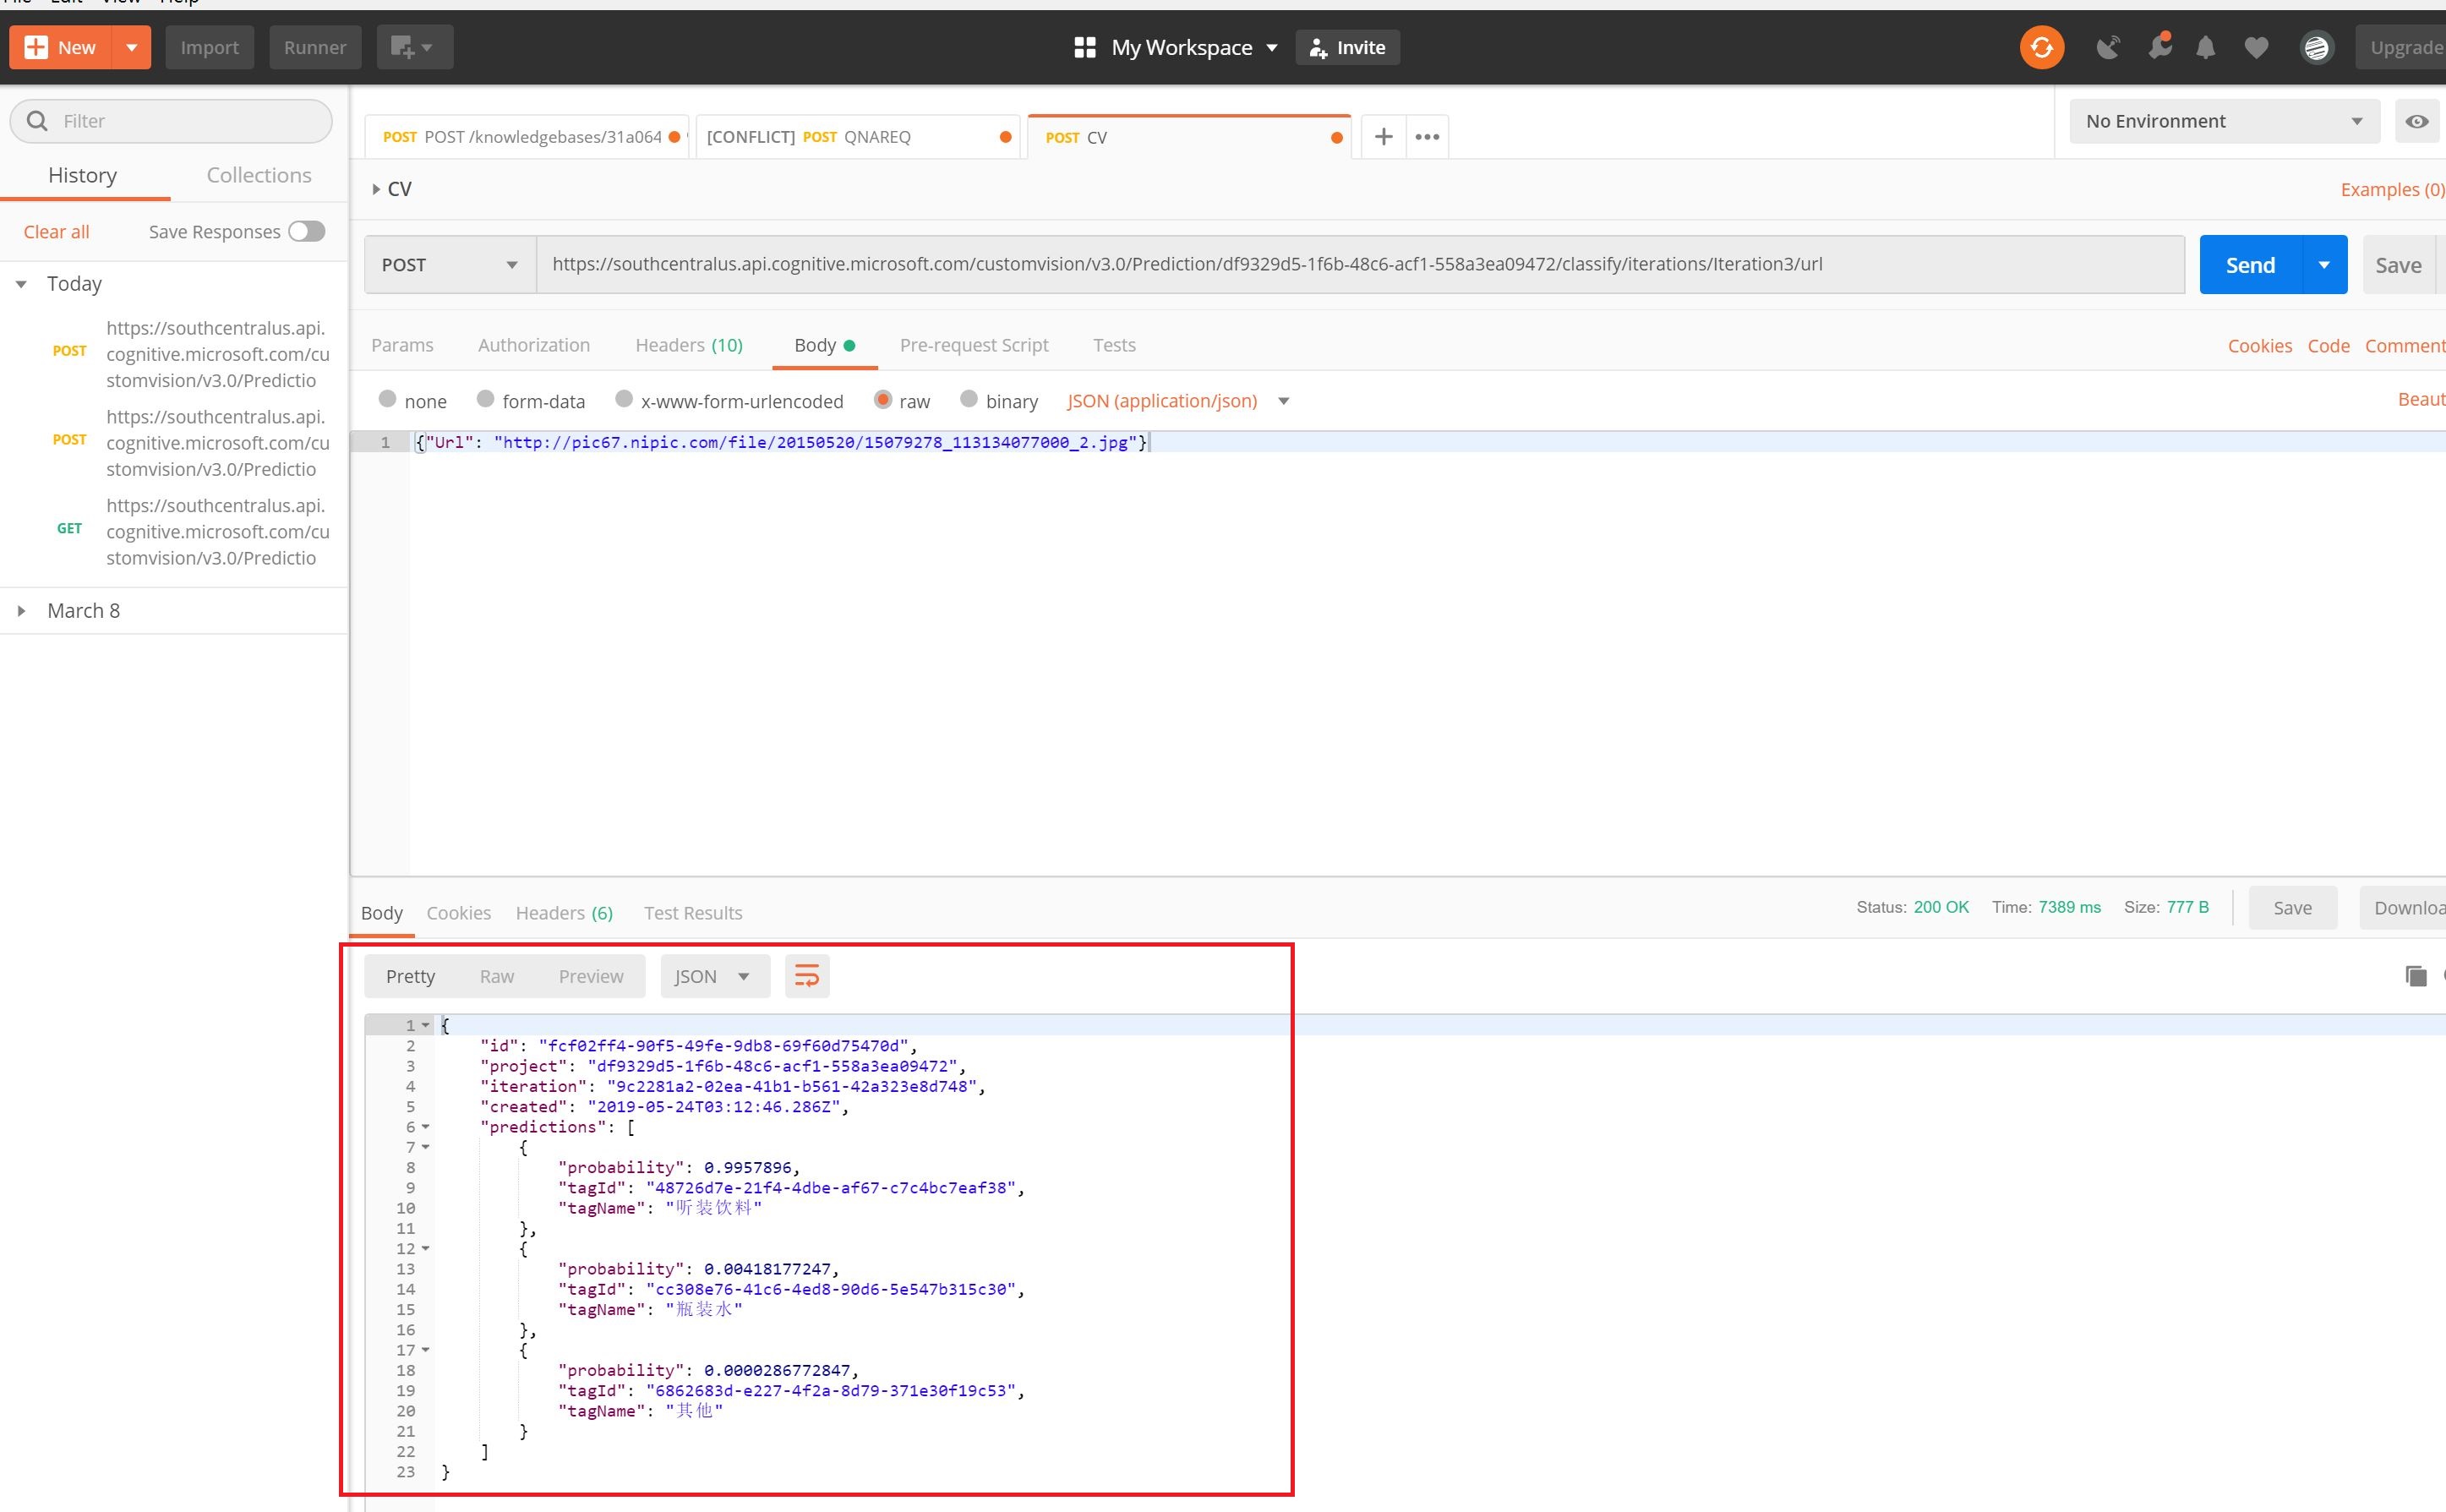 File Edit View Help
New Import Runner My Workspace Invite Upgrade
Filter
History Collections
Clear all Save Responses
Today
POST https://southcentralus.api.
cognitive.microsoft.com/cu
stomvision/v3.0/Predictio
POST https://southcentralus.api.
cognitive.microsoft.com/cu
stomvision/v3.0/Predictio
GET https://southcentralus.api.
cognitive.microsoft.com/cu
stomvision/v3.0/Predictio
March 8
POST POST /knowledgebases/31a064 [CONFLICT] POST QNAREQ POST CV + ••• No Environment
CV Examples (0)
POST https://southcentralus.api.cognitive.microsoft.com/customvision/v3.0/Prediction/df9329d5-1f6b-48c6-acf1-558a3ea09472/classify/iterations/Iteration3/url Send Save
Params Authorization Headers (10) Body Pre-request Script Tests Cookies Code Comment
none form-data x-www-form-urlencoded raw binary JSON (application/json) Beaut
1 {"Url": "http://pic67.nipic.com/file/20150520/15079278_113134077000_2.jpg"}
Body Cookies Headers (6) Test Results Status: 200 OK Time: 7389 ms Size: 777 B Save Downloa
Pretty Raw Preview JSON
1 {
2 "id": "fcf02ff4-90f5-49fe-9db8-69f60d75470d",
3 "project": "df9329d5-1f6b-48c6-acf1-558a3ea09472",
4 "iteration": "9c2281a2-02ea-41b1-b561-42a323e8d748",
5 "created": "2019-05-24T03:12:46.286Z",
6 "predictions": [
7 {
8 "probability": 0.9957896,
9 "tagId": "48726d7e-21f4-4dbe-af67-c7c4bc7eaf38",
10 "tagName": "听装饮料"
11 },
12 {
13 "probability": 0.00418177247,
14 "tagId": "cc308e76-41c6-4ed8-90d6-5e547b315c30",
15 "tagName": "瓶装水"
16 },
17 {
18 "probability": 0.0000286772847,
19 "tagId": "6862683d-e227-4f2a-8d79-371e30f19c53",
20 "tagName": "其他"
21 }
22 ]
23 }